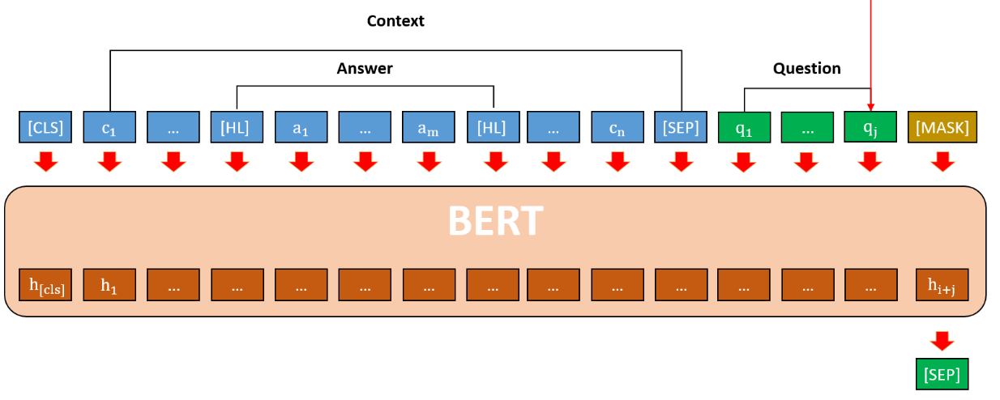 Context
Answer
Question
[CLS] c₁ ... [HL] a₁ ... aₘ [HL] ... cₙ [SEP] q₁ ... qⱼ [MASK]
BERT
h[cls] h₁ ... ... ... ... ... ... ... ... ... ... ... ... hᵢ₊ⱼ
[SEP]